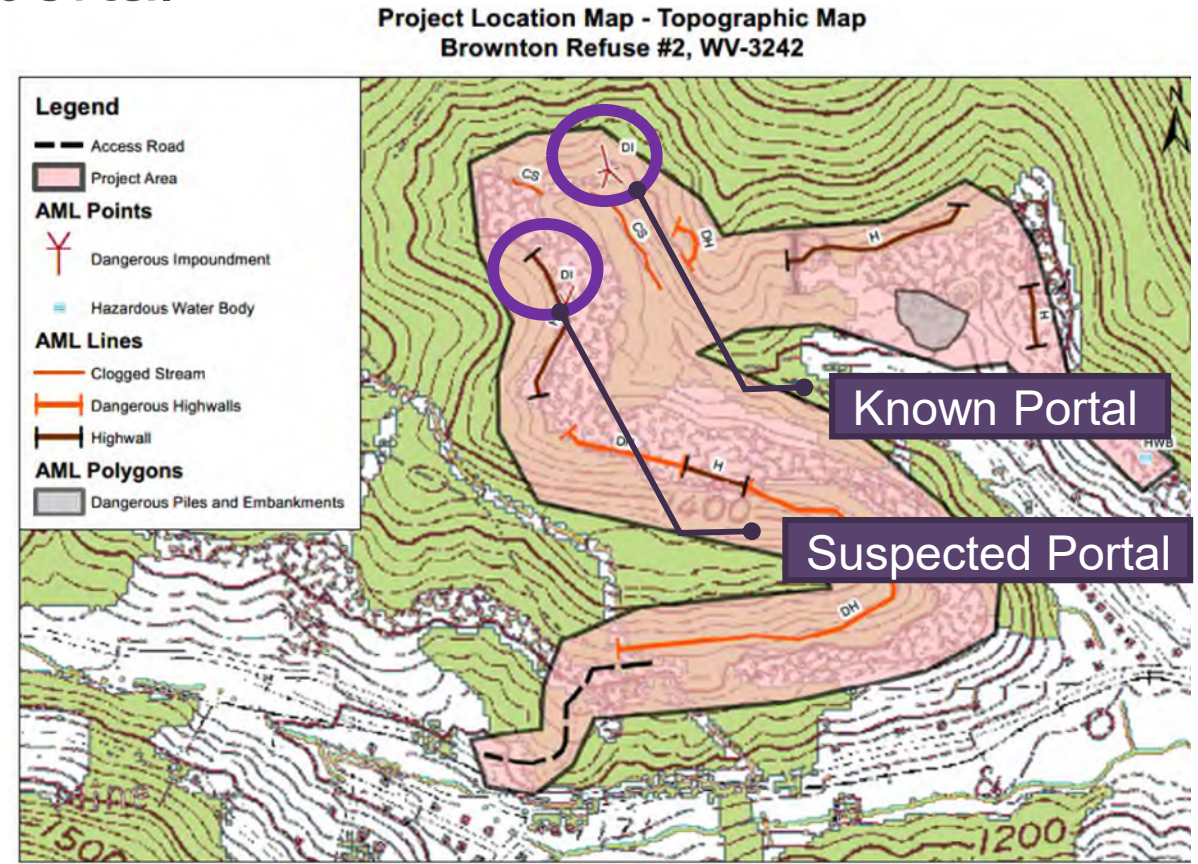 Project Location Map - Topographic Map
Brownton Refuse #2, WV-3242
Legend
Access Road
Project Area
AML Points
Dangerous Impoundment
Hazardous Water Body
AML Lines
Clogged Stream
Dangerous Highwalls
Highwall
AML Polygons
Dangerous Piles and Embankments
N
DI
CS
CS
DH
H
DI
H
Known Portal
HWB
DH
H
1400
Suspected Portal
DH
Mine
1500
1200